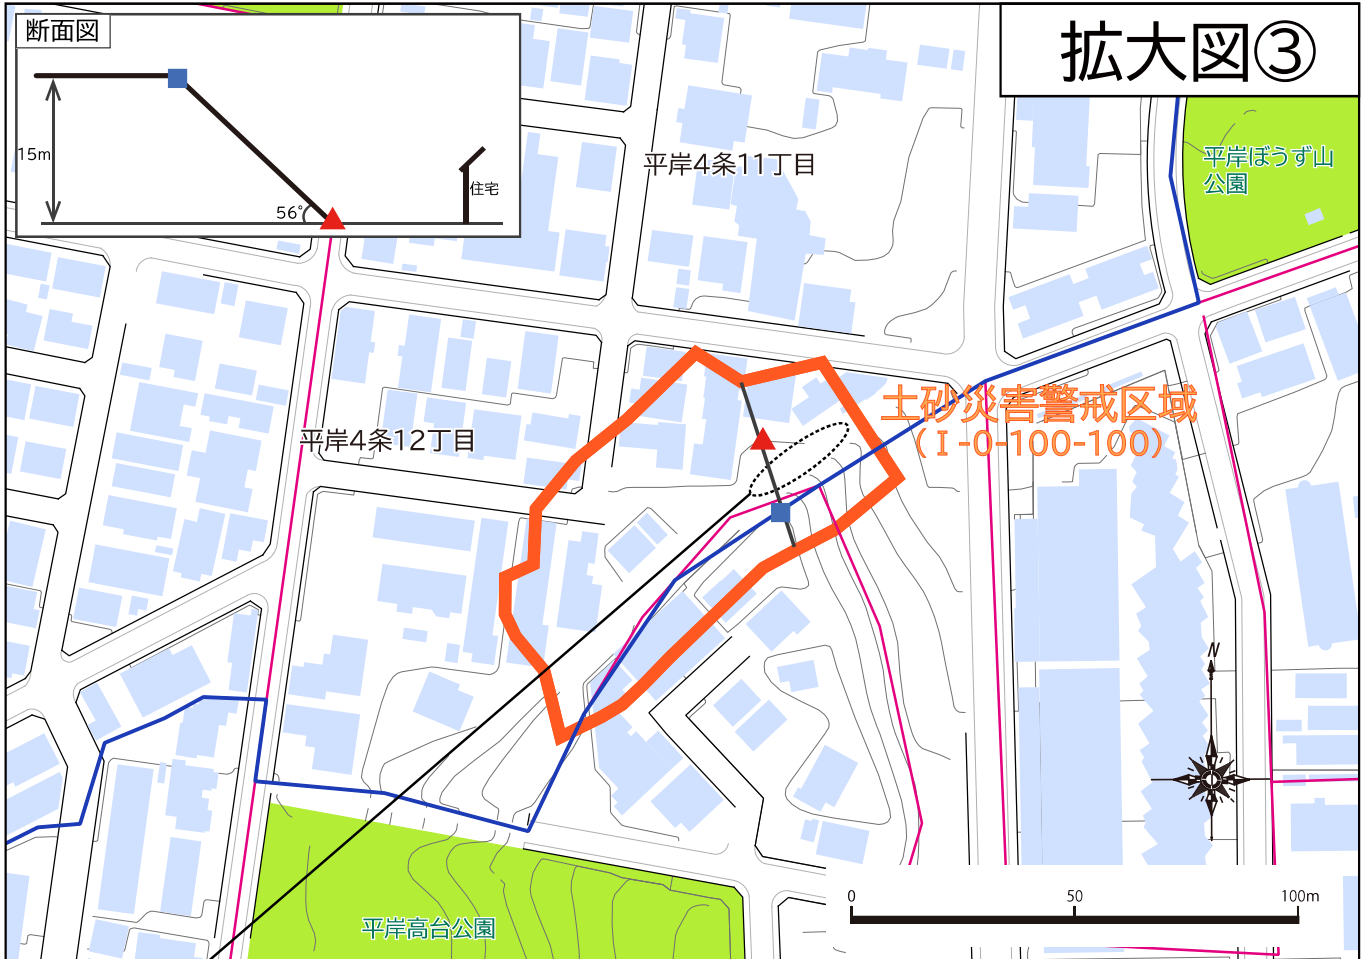 断面図
15m
56°
住宅
拡大図③
平岸4条11丁目
平岸ぼうず山
公園
平岸4条12丁目
土砂災害警戒区域
（Ⅰ-0-100-100）
N
平岸高台公園
0 50 100m